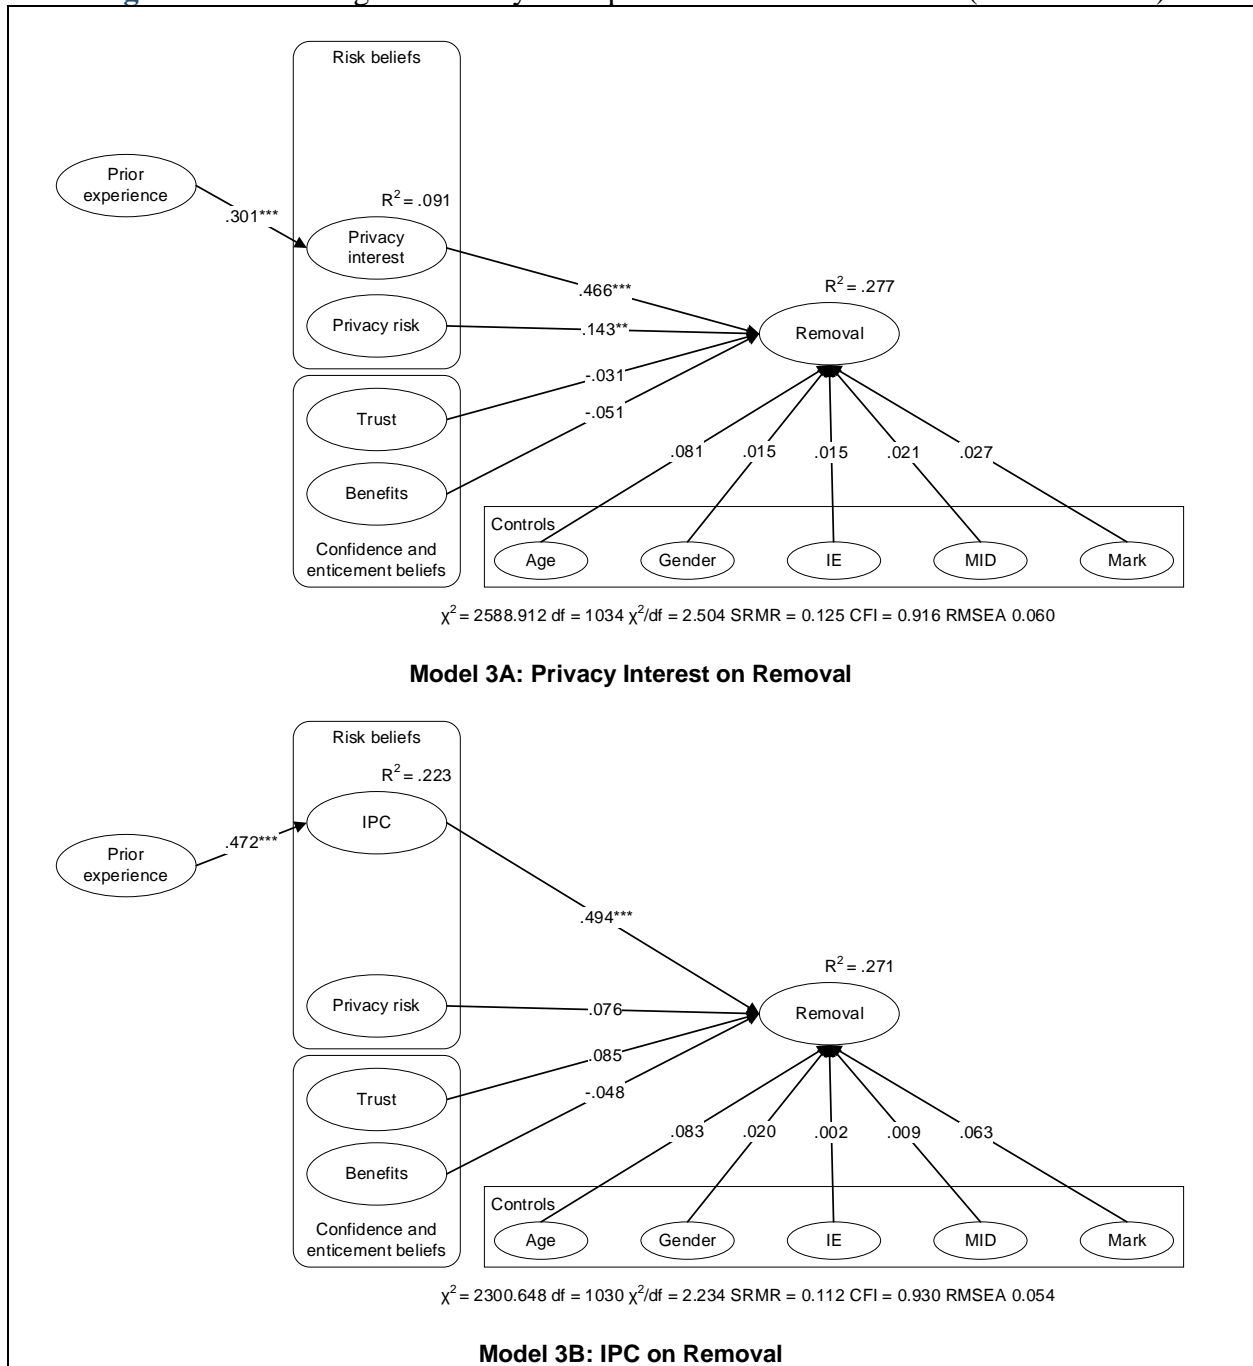 Risk beliefs
Prior
experience
.301***
R² = .091
Privacy
interest
.466***
R² = .277
Privacy risk
.143**
Removal
Trust
-.031
Benefits
-.051
.081
.015
.015
.021
.027
Confidence and
enticement beliefs
Controls
Age
Gender
IE
MID
Mark
χ² = 2588.912 df = 1034 χ²/df = 2.504 SRMR = 0.125 CFI = 0.916 RMSEA 0.060
Model 3A: Privacy Interest on Removal
Risk beliefs
R² = .223
IPC
Prior
experience
.472***
.494***
R² = .271
Privacy risk
.076
Removal
Trust
.085
Benefits
-.048
.083
.020
.002
.009
.063
Confidence and
enticement beliefs
Controls
Age
Gender
IE
MID
Mark
χ² = 2300.648 df = 1030 χ²/df = 2.234 SRMR = 0.112 CFI = 0.930 RMSEA 0.054
Model 3B: IPC on Removal